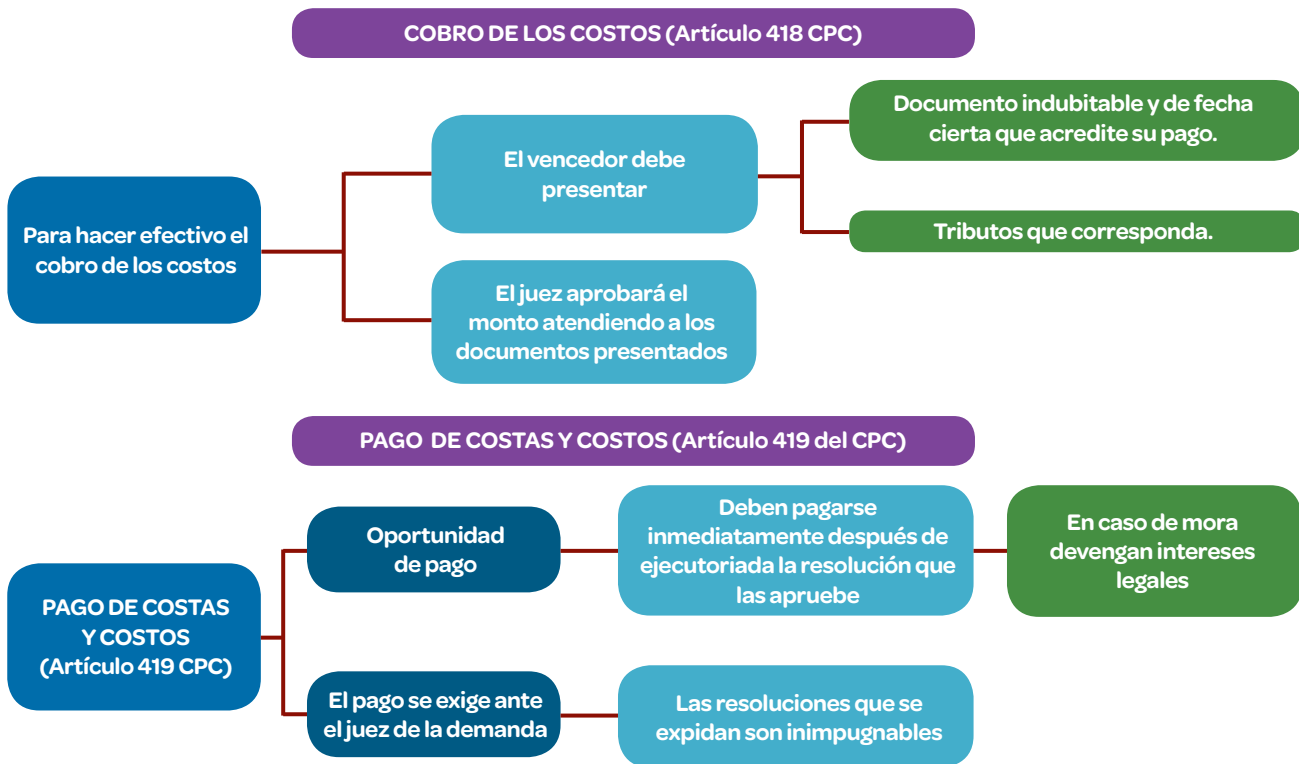 COBRO DE LOS COSTOS (Artículo 418 CPC)
Para hacer efectivo el
cobro de los costos
El vencedor debe
presentar
Documento indubitable y de fecha
cierta que acredite su pago.
Tributos que corresponda.
El juez aprobará el
monto atendiendo a los
documentos presentados
PAGO DE COSTAS Y COSTOS (Artículo 419 del CPC)
PAGO DE COSTAS
Y COSTOS
(Artículo 419 CPC)
Oportunidad
de pago
Deben pagarse
inmediatamente después de
ejecutoriada la resolución que
las apruebe
En caso de mora
devengan intereses
legales
El pago se exige ante
el juez de la demanda
Las resoluciones que se
expidan son inimpugnables